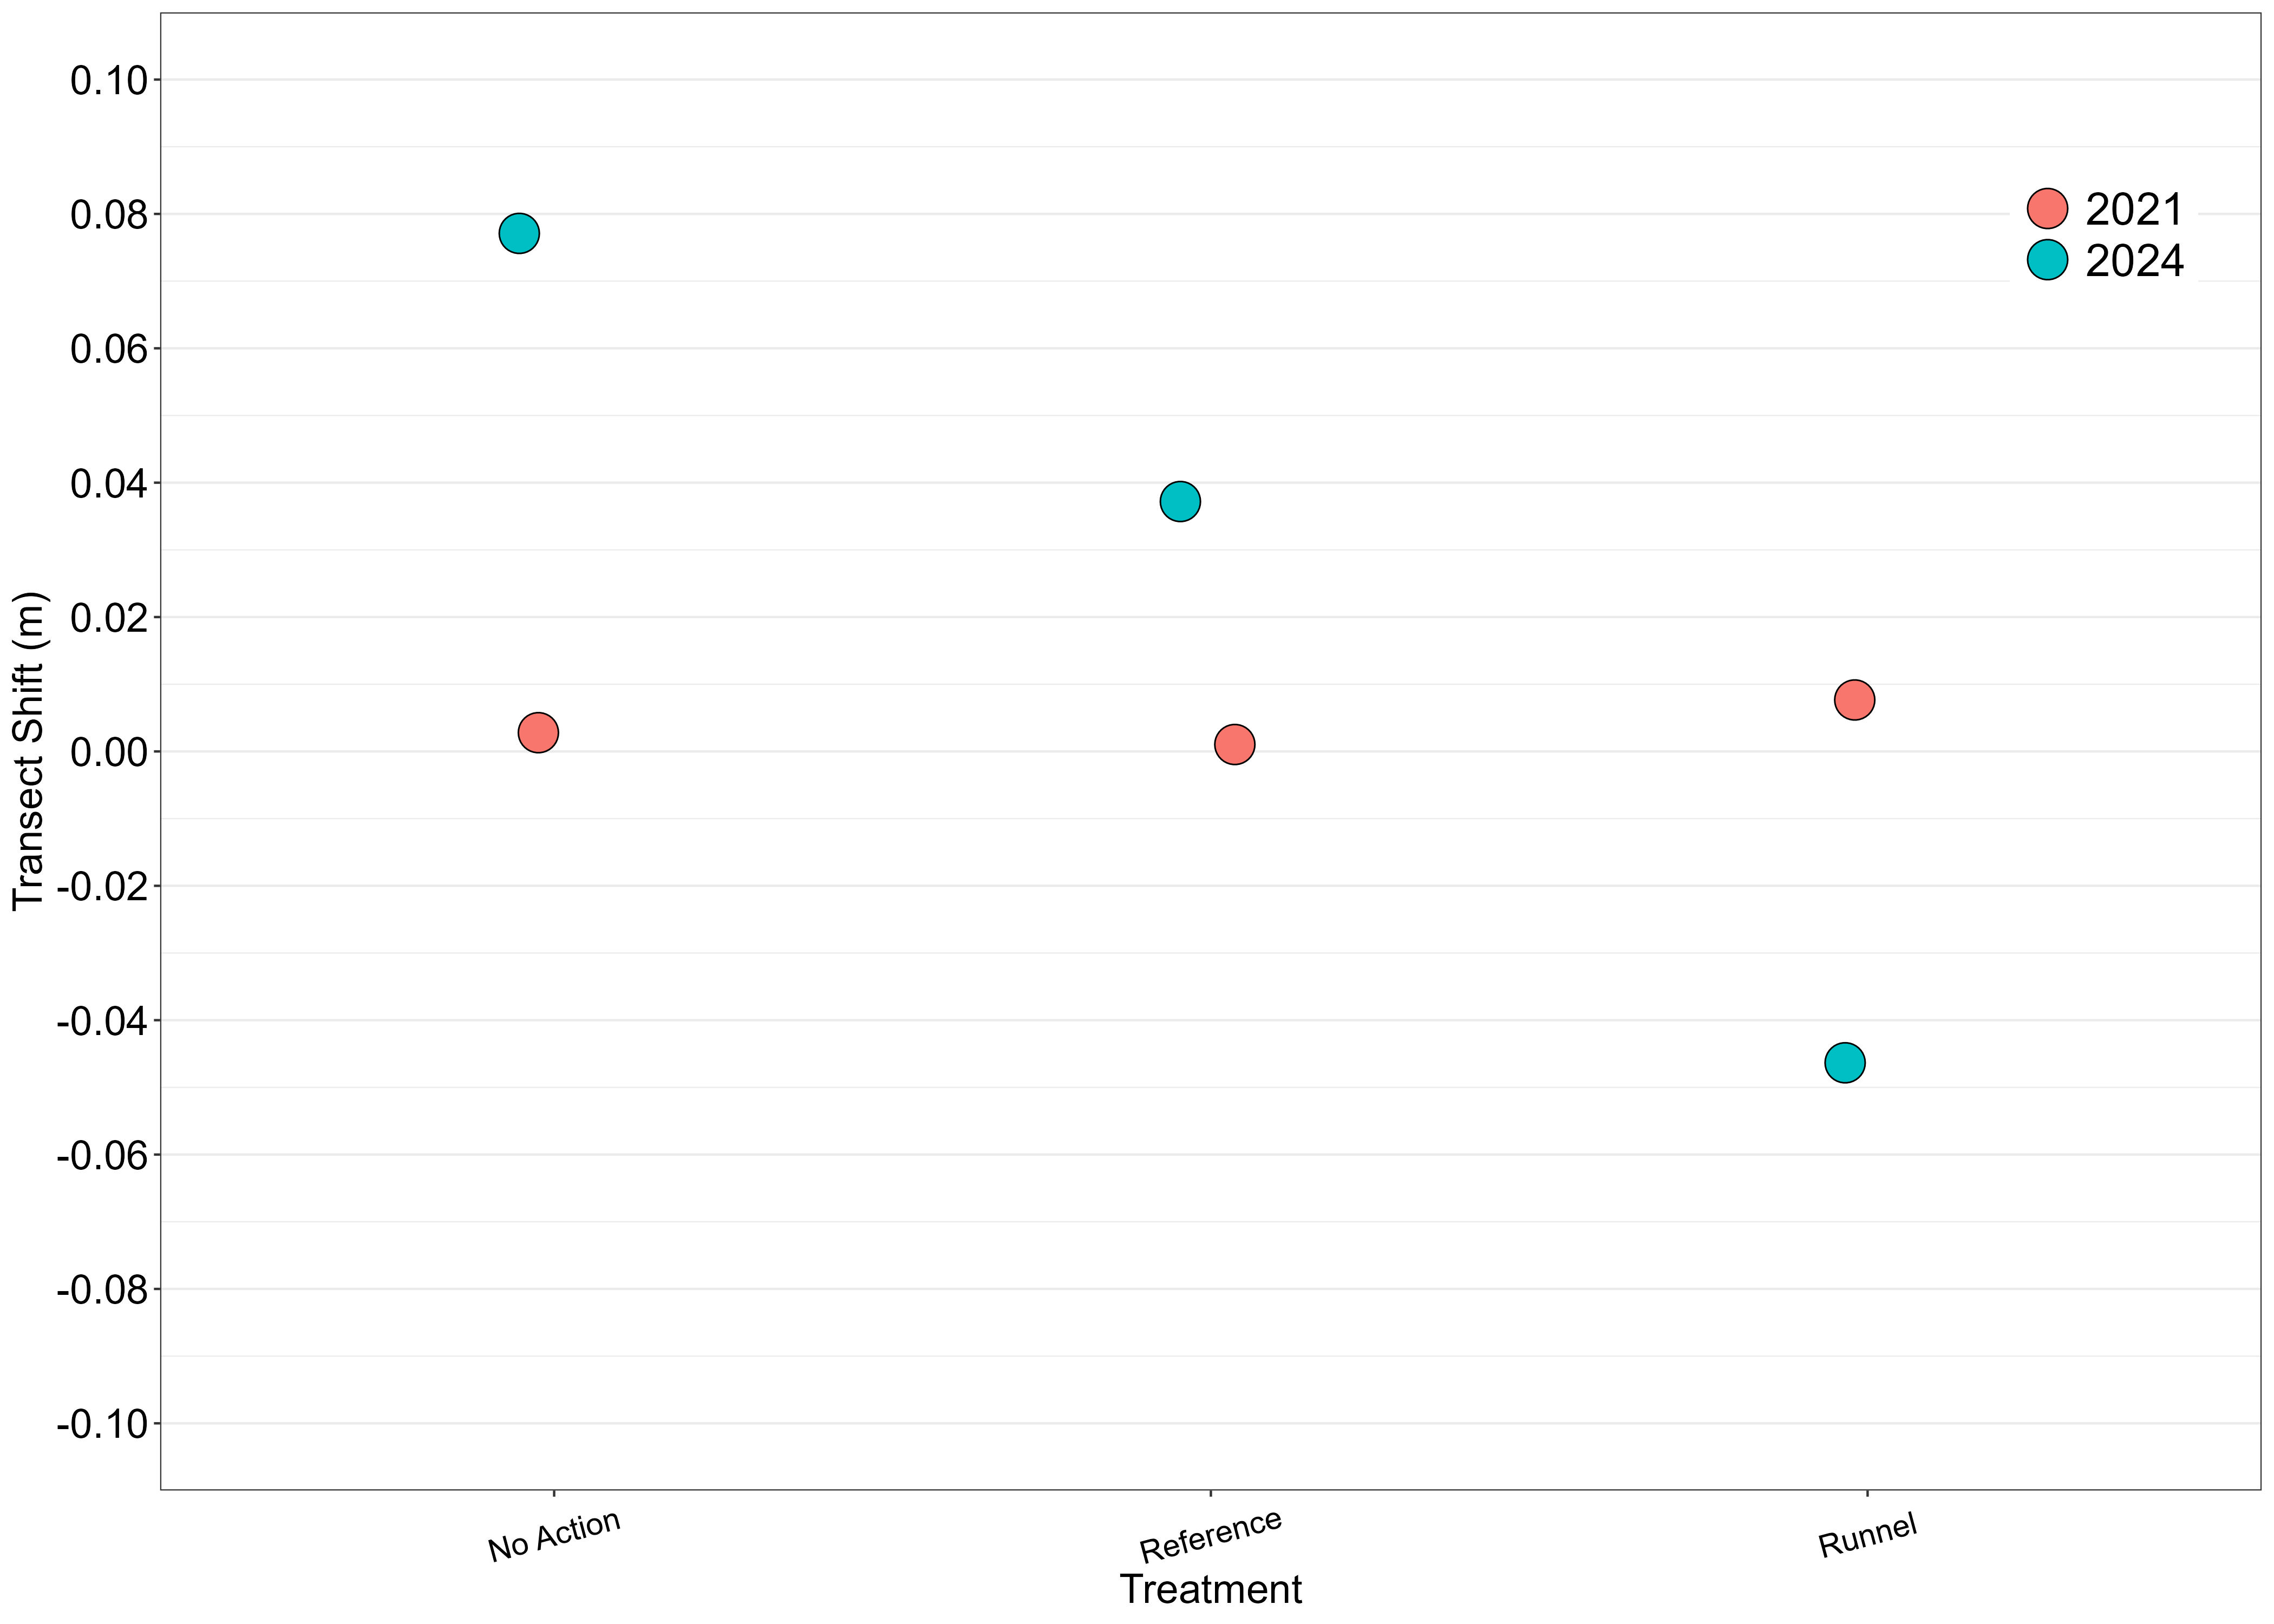 0.10
0.08
0.06
0.04
0.02
0.00
-0.02
-0.04
-0.06
-0.08
-0.10
Transect Shift (m)
2021
2024
No Action
Reference
Runnel
Treatment